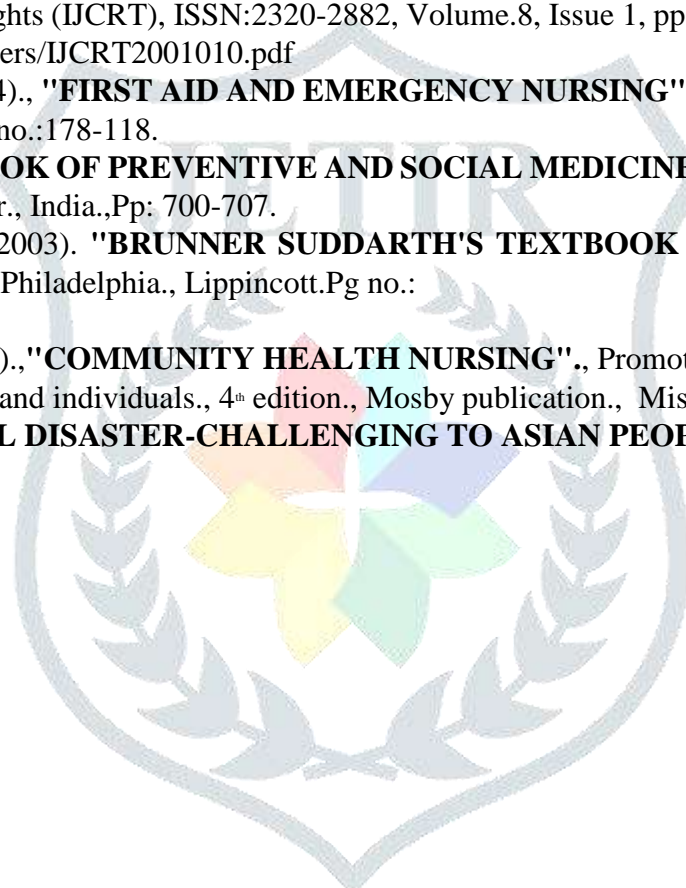 ghts (IJCRT), ISSN:2320-2882, Volume.8, Issue 1, pp
ers/IJCRT2001010.pdf
4)., "FIRST AID AND EMERGENCY NURSING"
no.:178-118.
OK OF PREVENTIVE AND SOCIAL MEDICINE
r., India.,Pp: 700-707.
2003). "BRUNNER SUDDARTH'S TEXTBOOK
Philadelphia., Lippincott.Pg no.:
).,"COMMUNITY HEALTH NURSING"., Promot
and individuals., 4th edition., Mosby publication., Mis
L DISASTER-CHALLENGING TO ASIAN PEOP
JETIR